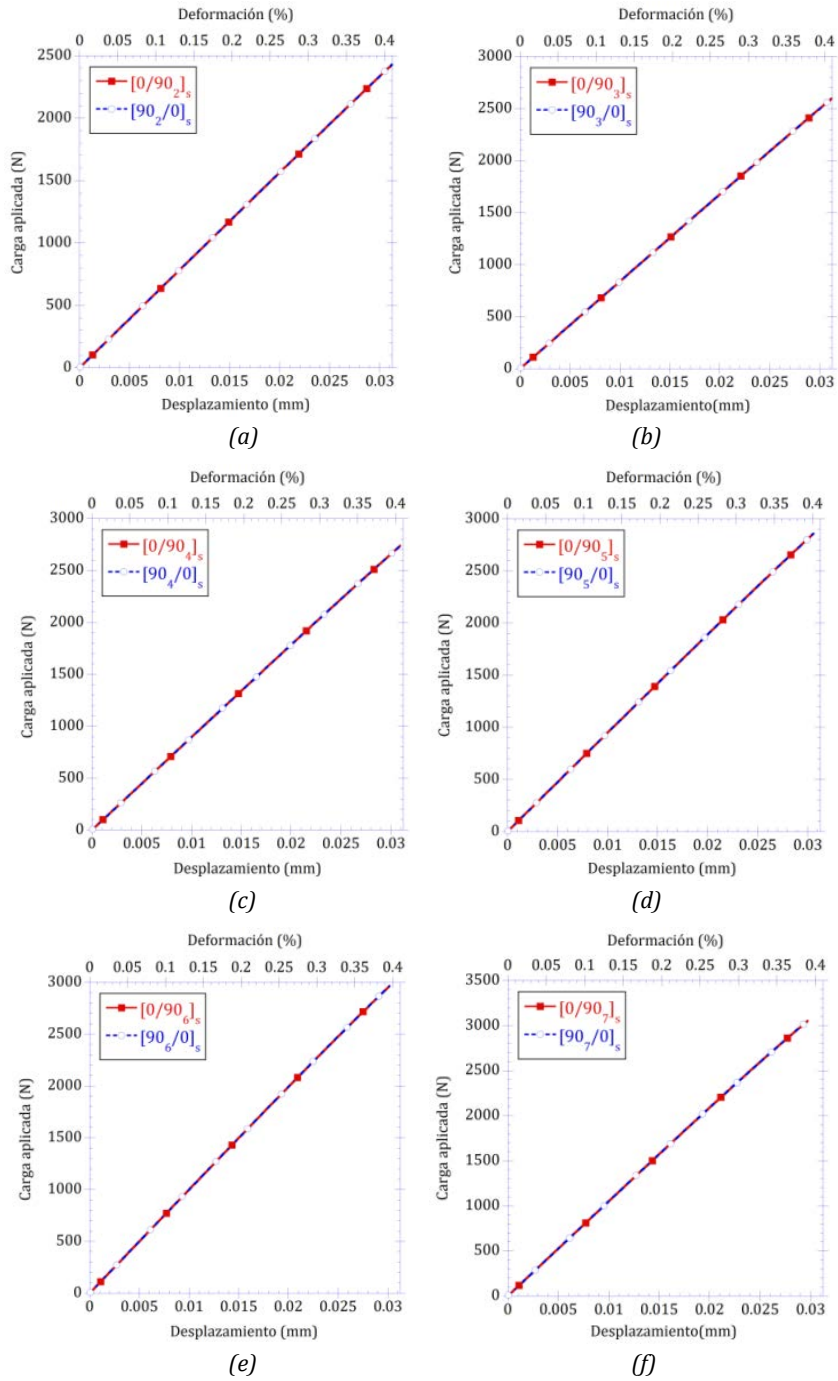 Deformación (%)
0 0.05 0.1 0.15 0.2 0.25 0.3 0.35 0.4
2500
2000
1500
1000
500
0
Carga aplicada (N)
[0/90₂]ₛ
[90₂/0]ₛ
0 0.005 0.01 0.015 0.02 0.025 0.03
Desplazamiento (mm)
(a)
Deformación (%)
0 0.05 0.1 0.15 0.2 0.25 0.3 0.35 0.4
3000
2500
2000
1500
1000
500
0
Carga aplicada (N)
[0/90₃]ₛ
[90₃/0]ₛ
0 0.005 0.01 0.015 0.02 0.025 0.03
Desplazamiento(mm)
(b)
Deformación (%)
0 0.05 0.1 0.15 0.2 0.25 0.3 0.35 0.4
3000
2500
2000
1500
1000
500
0
Carga aplicada (N)
[0/90₄]ₛ
[90₄/0]ₛ
0 0.005 0.01 0.015 0.02 0.025 0.03
Desplazamiento (mm)
(c)
Deformación (%)
0 0.05 0.1 0.15 0.2 0.25 0.3 0.35 0.4
3000
2500
2000
1500
1000
500
0
Carga aplicada (N)
[0/90₅]ₛ
[90₅/0]ₛ
0 0.005 0.01 0.015 0.02 0.025 0.03
Desplazamiento (mm)
(d)
Deformación (%)
0 0.05 0.1 0.15 0.2 0.25 0.3 0.35 0.4
3000
2500
2000
1500
1000
500
0
Carga aplicada (N)
[0/90₆]ₛ
[90₆/0]ₛ
0 0.005 0.01 0.015 0.02 0.025 0.03
Desplazamiento (mm)
(e)
Deformación (%)
0 0.05 0.1 0.15 0.2 0.25 0.3 0.35 0.4
3500
3000
2500
2000
1500
1000
500
0
Carga aplicada (N)
[0/90₇]ₛ
[90₇/0]ₛ
0 0.005 0.01 0.015 0.02 0.025 0.03
Desplazamiento(mm)
(f)